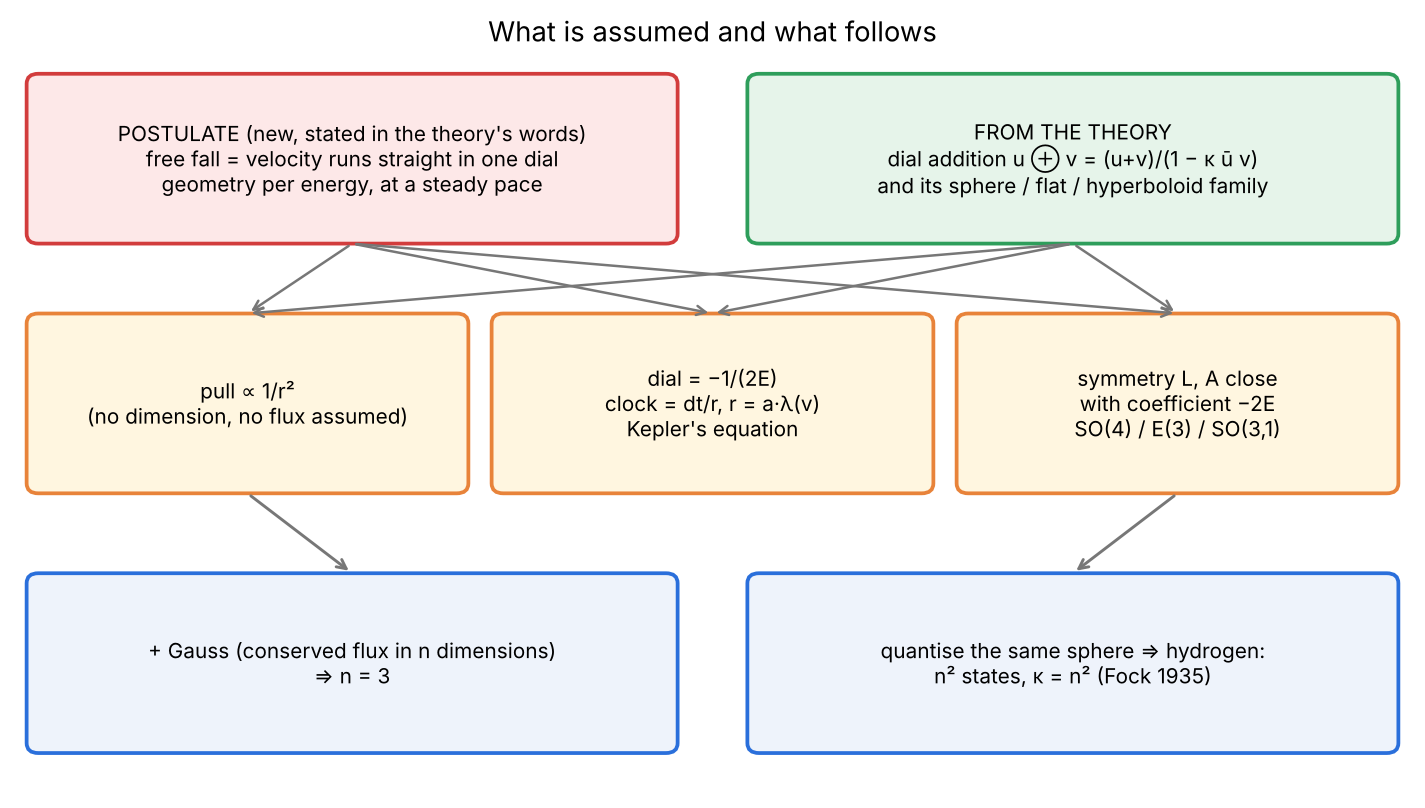 What is assumed and what follows
POSTULATE (new, stated in the theory's words)
free fall = velocity runs straight in one dial
geometry per energy, at a steady pace
FROM THE THEORY
dial addition u ⊕ v = (u+v)/(1 − κ ū v)
and its sphere / flat / hyperboloid family
pull ∝ 1/r²
(no dimension, no flux assumed)
dial = −1/(2E)
clock = dt/r, r = a·λ(v)
Kepler's equation
symmetry L, A close
with coefficient −2E
SO(4) / E(3) / SO(3,1)
+ Gauss (conserved flux in n dimensions)
⇒ n = 3
quantise the same sphere ⇒ hydrogen:
n² states, κ = n² (Fock 1935)